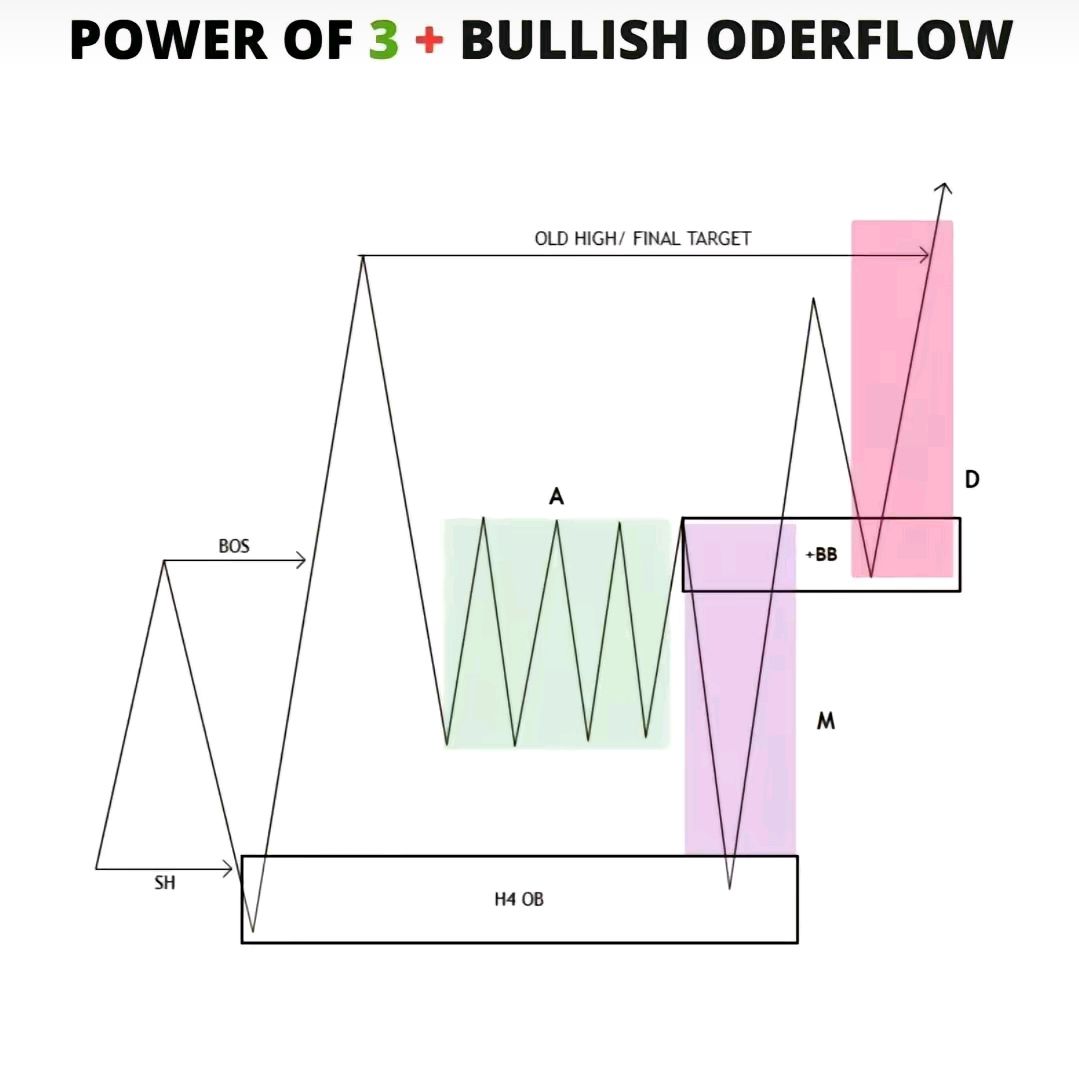 POWER OF 3 + BULLISH ODERFLOW
OLD HIGH/ FINAL TARGET
D
A
BOS
+BB
M
SH
H4 OB